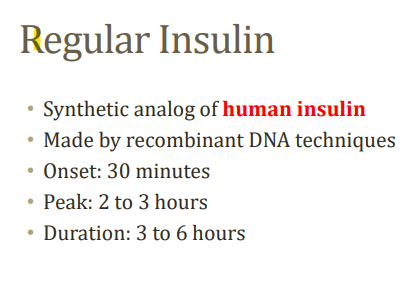 Regular Insulin
• Synthetic analog of human insulin
• Made by recombinant DNA techniques
• Onset: 30 minutes
• Peak: 2 to 3 hours
• Duration: 3 to 6 hours